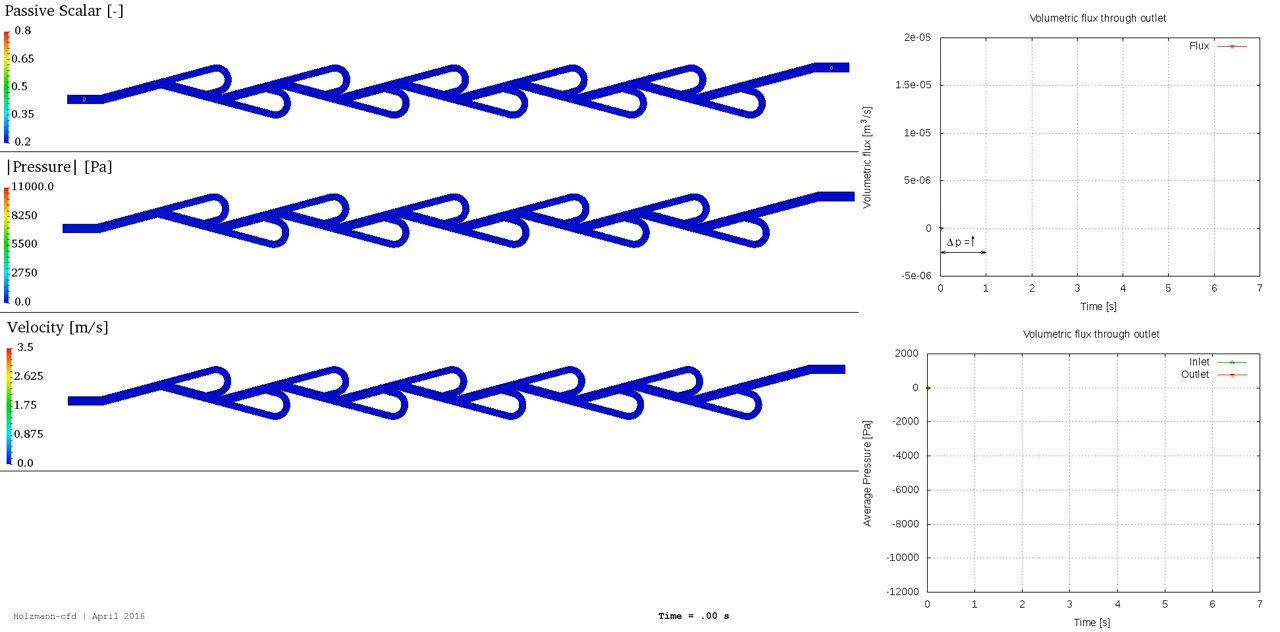 Passive Scalar [-]
0.8
0.65
0.5
0.35
0.2
|Pressure| [Pa]
11000.0
8250
5500
2750
0.0
Velocity [m/s]
3.5
2.625
1.75
0.875
0.0
Holzmann-cfd | April 2016
Time = .00 s
Volumetric flux through outlet
Flux
2e-05
1.5e-05
1e-05
5e-06
0
-5e-06
Volumetric flux [m³/s]
Δ p =
0 1 2 3 4 5 6 7
Time [s]
Volumetric flux through outlet
Inlet
Outlet
2000
0
-2000
-4000
-6000
-8000
-10000
-12000
Average Pressure [Pa]
0 1 2 3 4 5 6 7
Time [s]